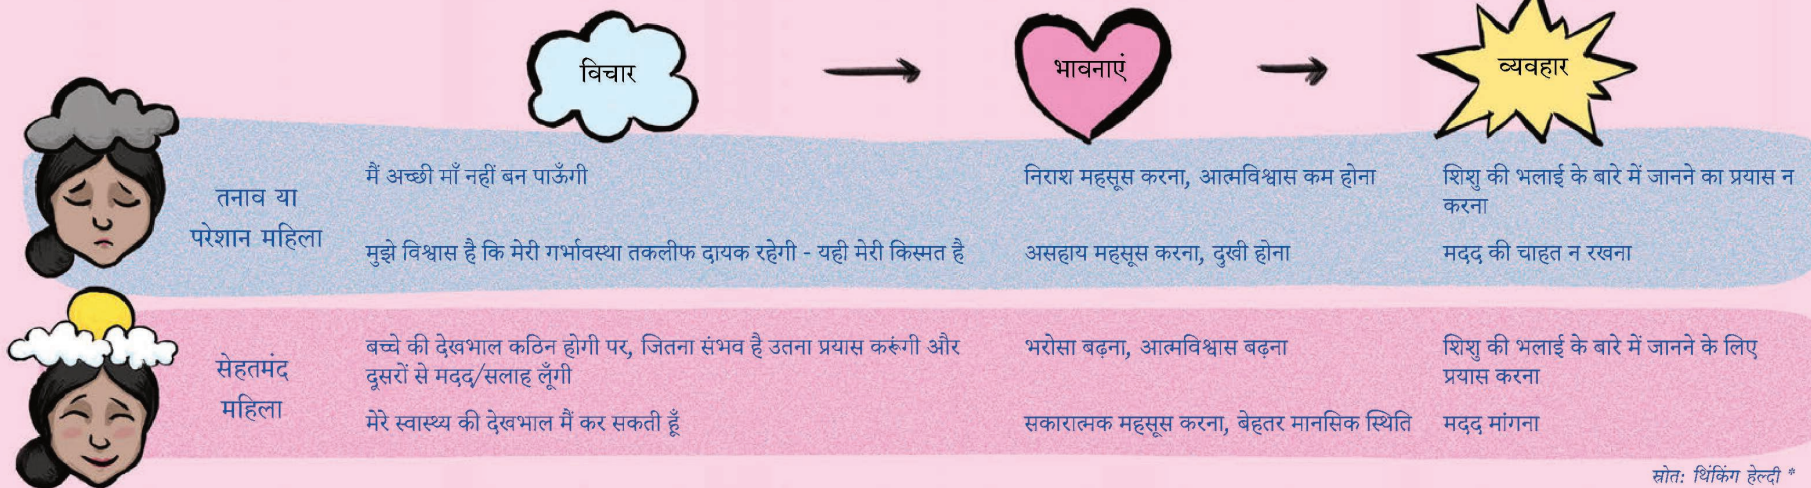 विचार
भावनाएं
व्यवहार
तनाव या
परेशान महिला
मैं अच्छी माँ नहीं बन पाऊँगी
निराश महसूस करना, आत्मविश्वास कम होना
शिशु की भलाई के बारे में जानने का प्रयास न
करना
मुझे विश्वास है कि मेरी गर्भावस्था तकलीफ दायक रहेगी - यही मेरी किस्मत है
असहाय महसूस करना, दुखी होना
मदद की चाहत न रखना
सेहतमंद
महिला
बच्चे की देखभाल कठिन होगी पर, जितना संभव है उतना प्रयास करूंगी और
दूसरों से मदद/सलाह लूँगी
भरोसा बढ़ना, आत्मविश्वास बढ़ना
शिशु की भलाई के बारे में जानने के लिए
प्रयास करना
मेरे स्वास्थ्य की देखभाल मैं कर सकती हूँ
सकारात्मक महसूस करना, बेहतर मानसिक स्थिति
मदद मांगना
स्रोत: थिंकिंग हेल्दी *